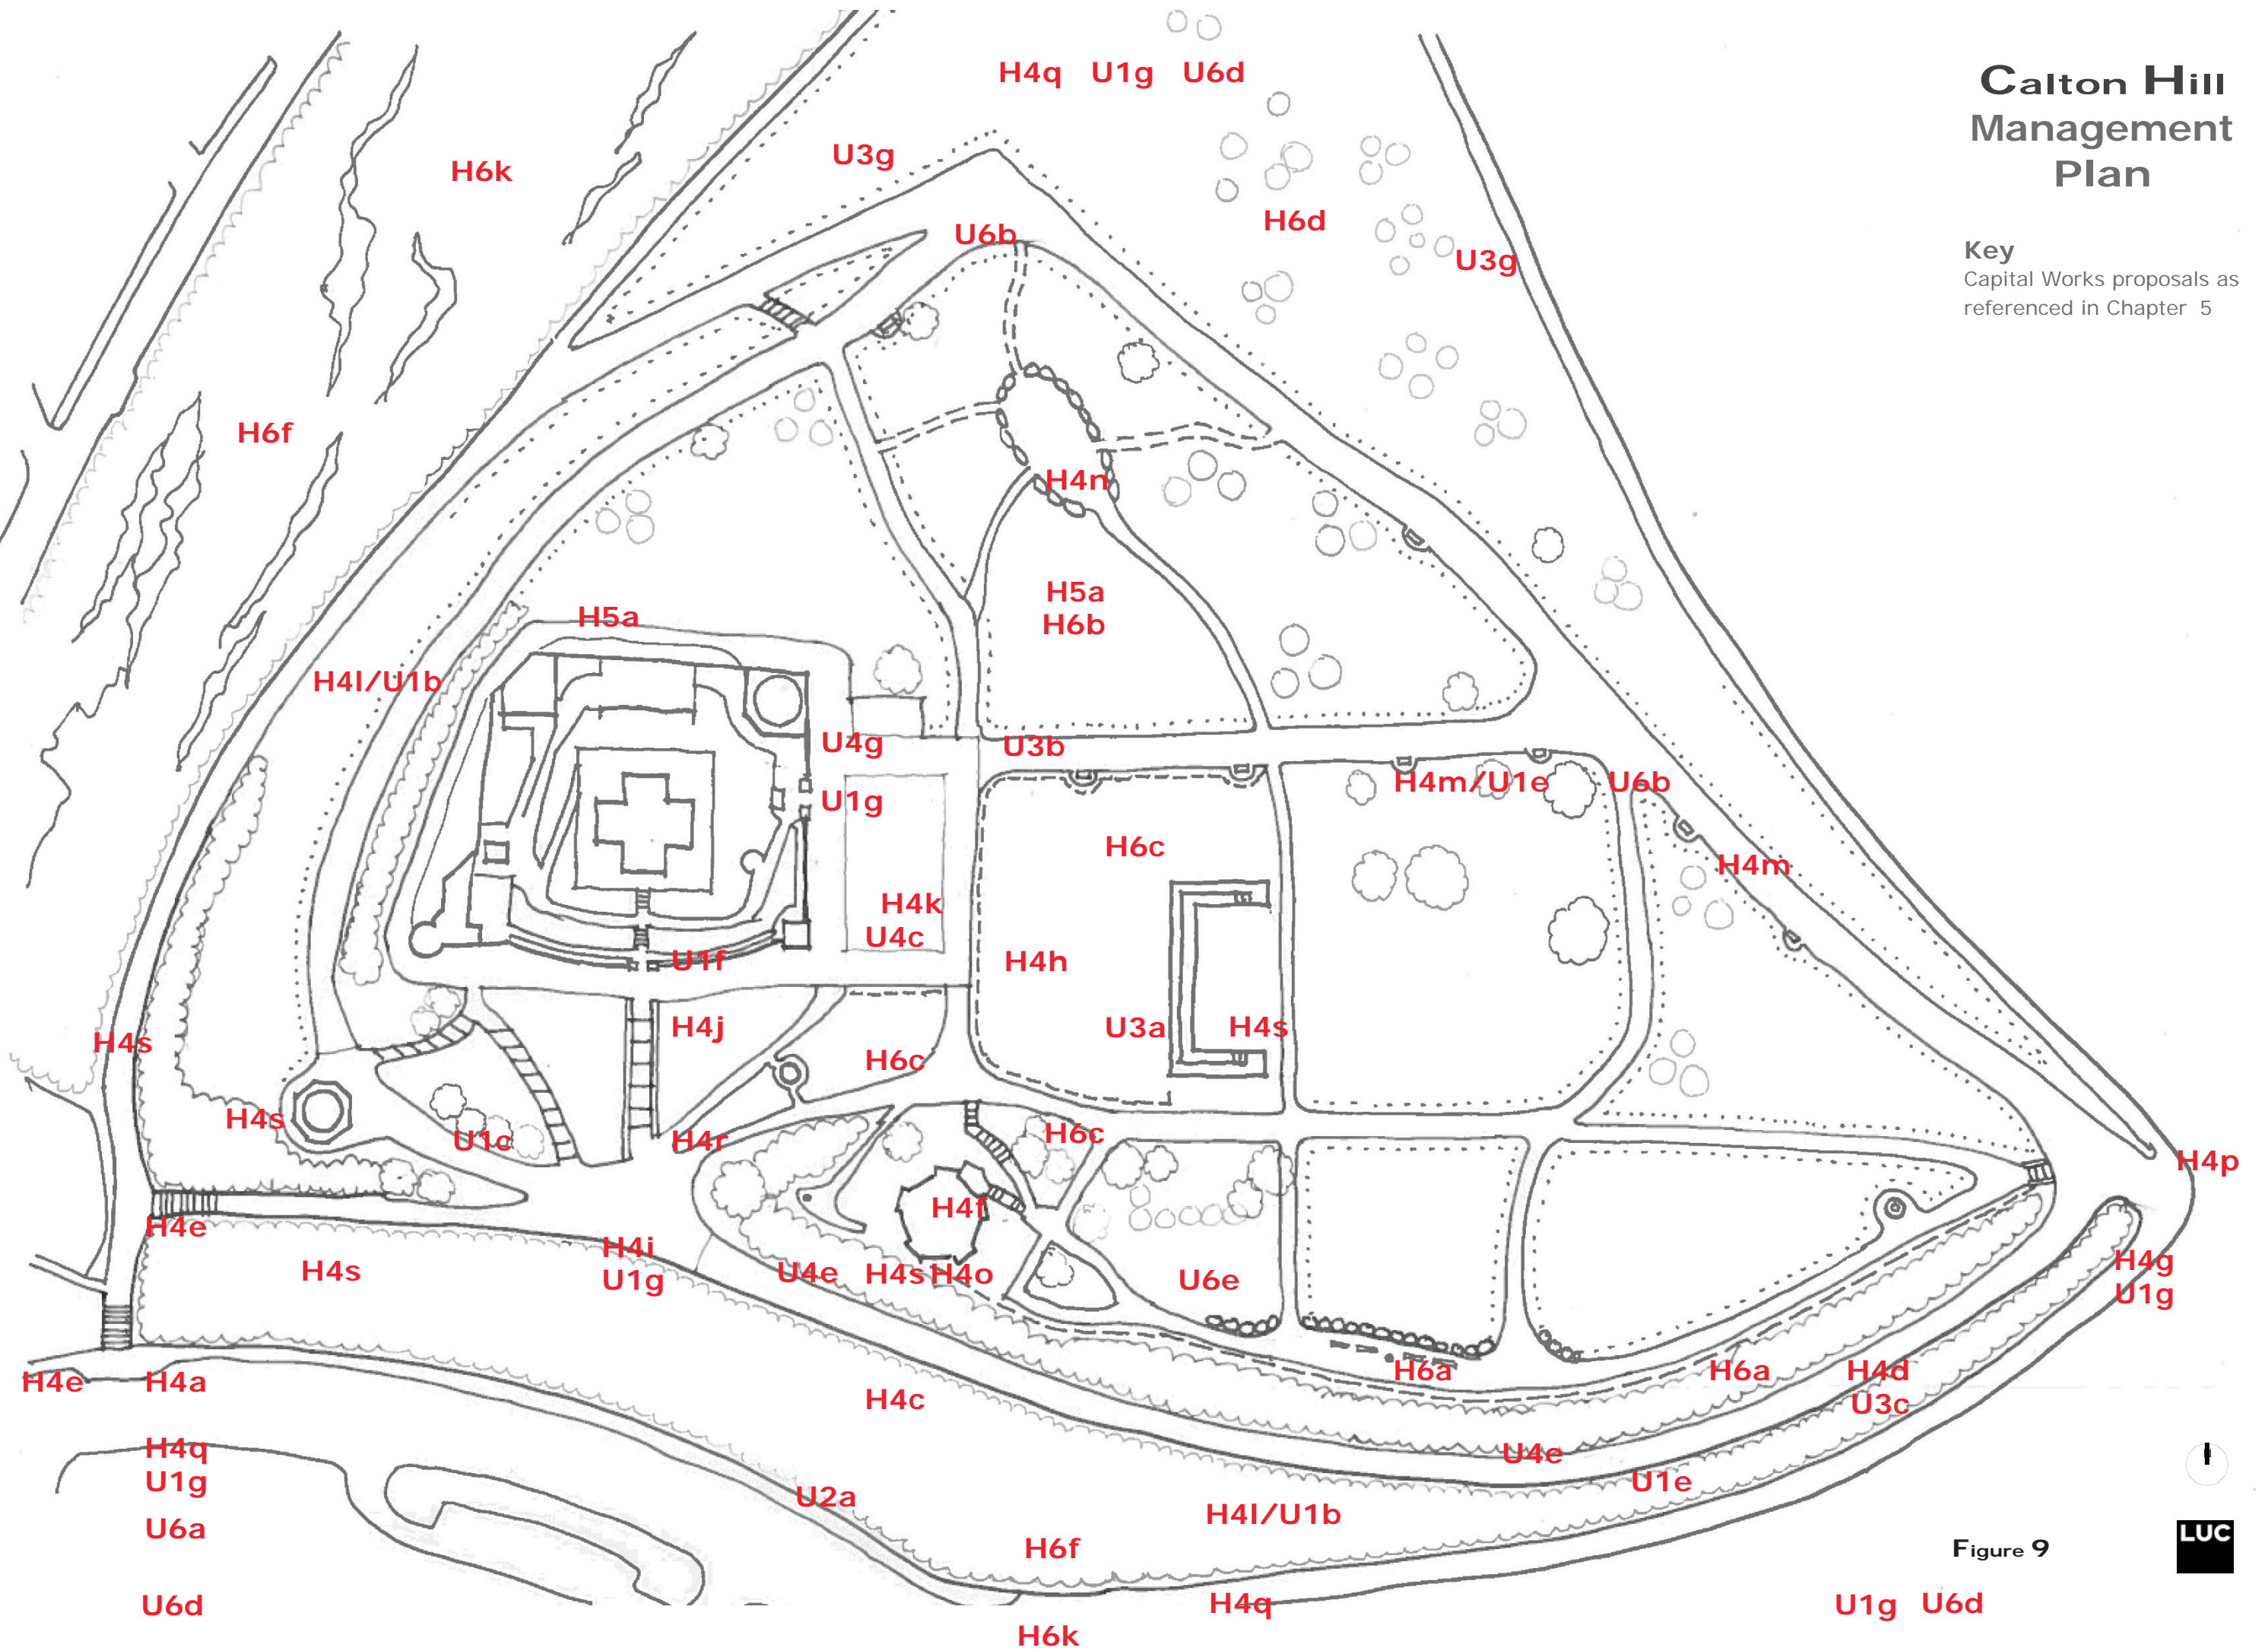 Calton Hill
Management
Plan
Key
Capital Works proposals as
referenced in Chapter 5
H4q U1g U6d
U3g
H6k
H6d
U6b
U3g
H6f
H4n
H5a
H6b
H5a
H4l/U1b
U4g
U3b
U1g
H4m/U1e
U6b
H6c
H4m
H4k
U4c
U1f
H4h
H4j
U3a
H4s
H4s
H6c
H4s
U1c
H4r
H6c
H4p
H4f
H4e
H4i
U1g
H4s
U4e
H4s
H4o
U6e
H4g
U1g
H4e
H4a
H4c
H6a
H6a
H4d
U3c
H4q
U1g
U4e
U1e
U2a
H4l/U1b
U6a
H6f
Figure 9
LUC
U6d
H4q
U1g U6d
H6k